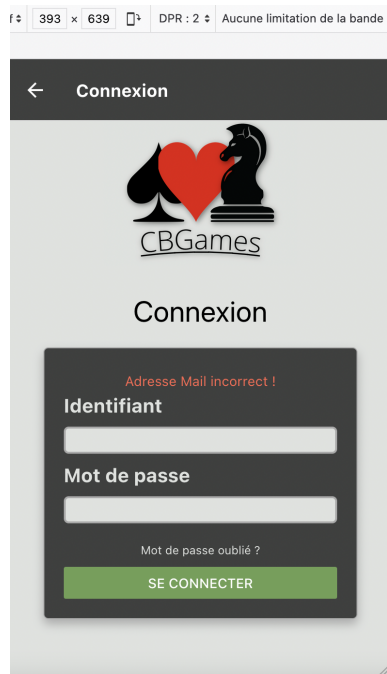 393 × 639 DPR : 2 Aucune limitation de la bande
Connexion
CBGames
Connexion
Adresse Mail incorrect !
Identifiant
Mot de passe
Mot de passe oublié ?
SE CONNECTER